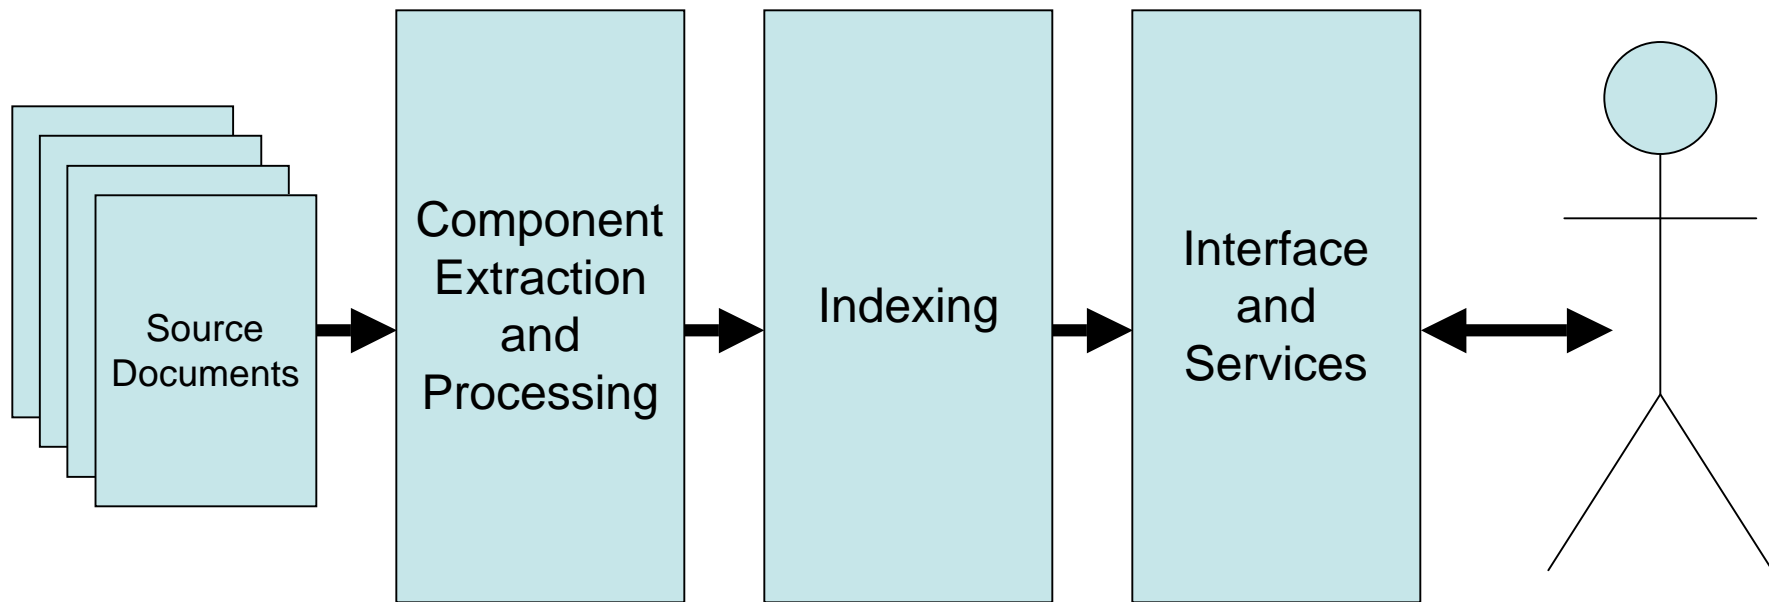 Source
Documents
Component
Extraction
and
Processing
Indexing
Interface
and
Services